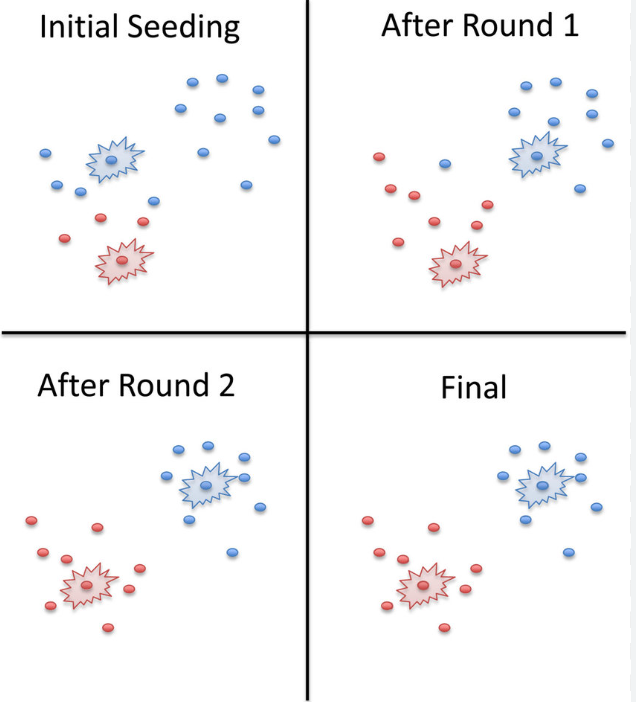 Initial Seeding
After Round 1
After Round 2
Final